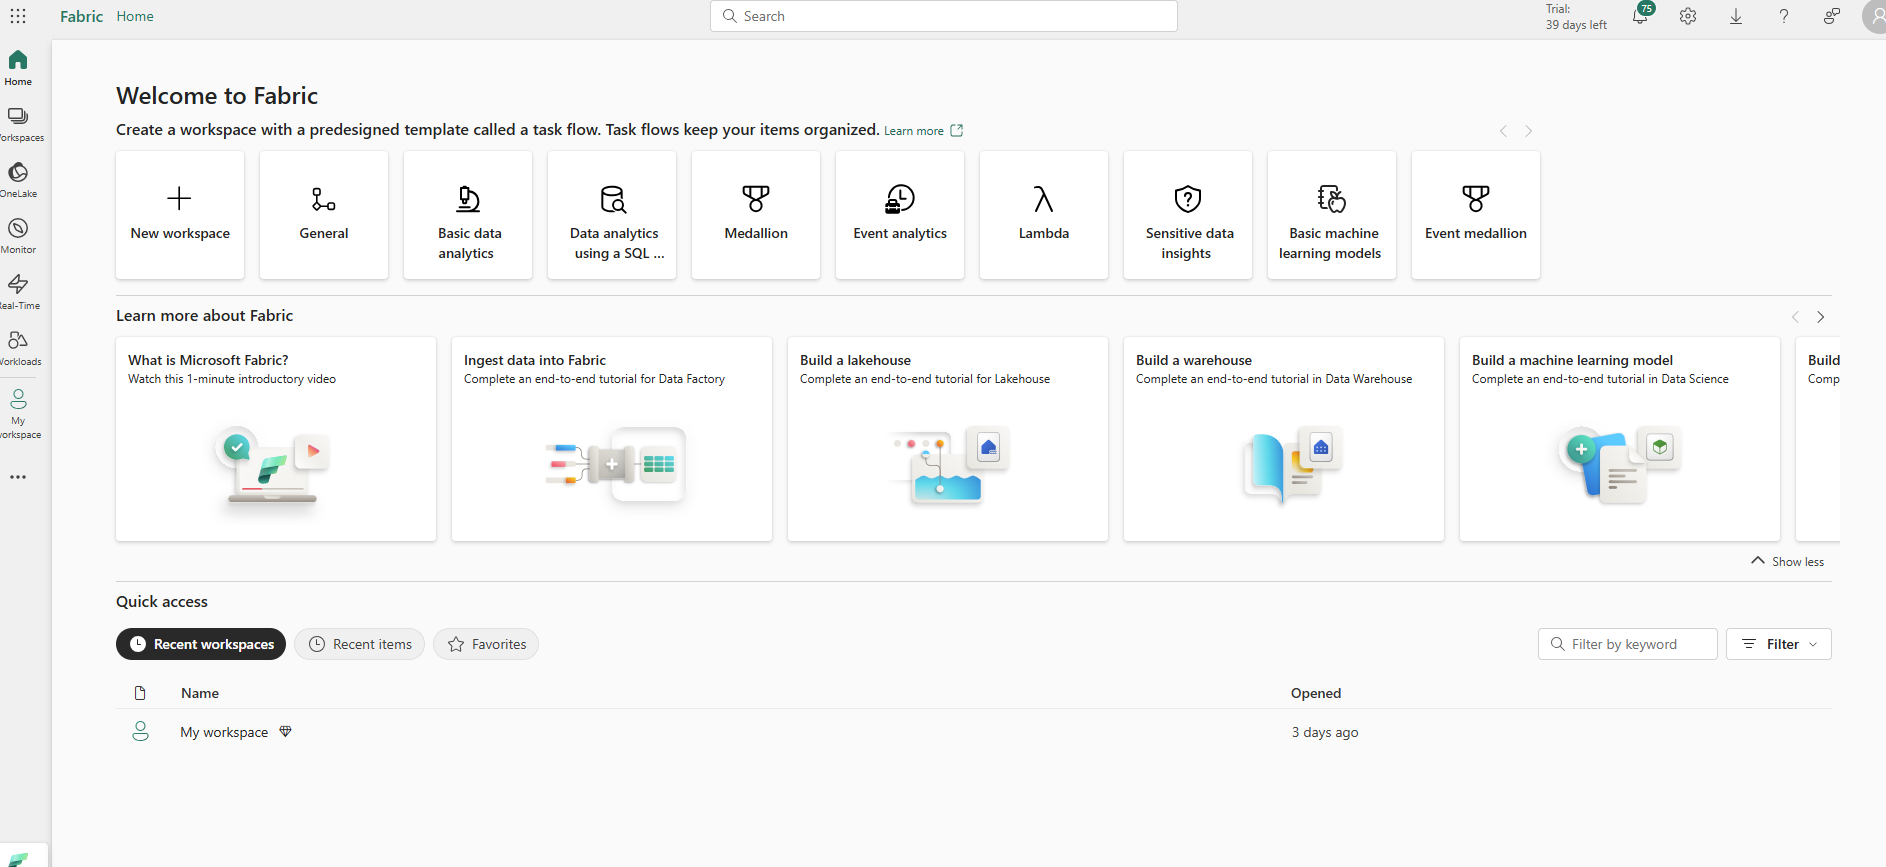 Fabric Home
Search
Trial:
39 days left
75
Home
orkspaces
OneLake
Monitor
Real-Time
Workloads
My
workspace
Welcome to Fabric
Create a workspace with a predesigned template called a task flow. Task flows keep your items organized. Learn more
New workspace
General
Basic data
analytics
Data analytics
using a SQL ...
Medallion
Event analytics
Lambda
Sensitive data
insights
Basic machine
learning models
Event medallion
Learn more about Fabric
What is Microsoft Fabric?
Watch this 1-minute introductory video
Ingest data into Fabric
Complete an end-to-end tutorial for Data Factory
Build a lakehouse
Complete an end-to-end tutorial for Lakehouse
Build a warehouse
Complete an end-to-end tutorial in Data Warehouse
Build a machine learning model
Complete an end-to-end tutorial in Data Science
Build
Comp
Show less
Quick access
Recent workspaces
Recent items
Favorites
Filter by keyword
Filter
Name
Opened
My workspace
3 days ago